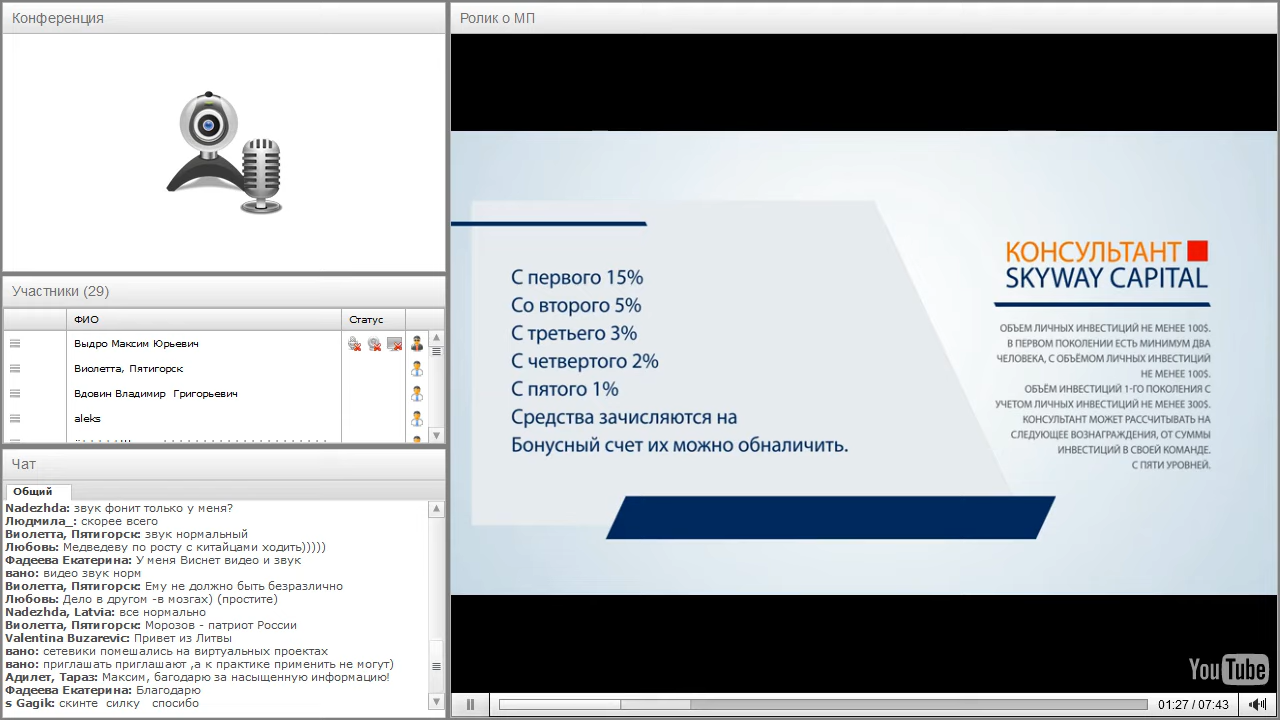 Конференция
Участники (29)
ФИО
Статус
Выдро Максим Юрьевич
Виолетта, Пятигорск
Вдовин Владимир Григорьевич
aleks
Чат
Общий
Nadezhda: звук фонит только у меня?
Людмила_: скорее всего
Виолетта, Пятигорск: звук нормальный
Любовь: Медведеву по росту с китайцами ходить)))))
Фадеева Екатерина: У меня Виснет видео и звук
вано: видео звук норм
Виолетта, Пятигорск: Ему не должно быть безразлично
Любовь: Дело в другом -в мозгах) (простите)
Nadezhda, Latvia: все нормально
Виолетта, Пятигорск: Морозов - патриот России
Valentina Buzarevic: Привет из Литвы
вано: сетевики помешались на виртуальных проектах
вано: приглашать приглашают ,а к практике применить не могут)
Адилет, Тараз: Максим, багодарю за насыщенную информацию!
Фадеева Екатерина: Благодарю
s Gagik: скинте силку спосибо
Ролик о МП
С первого 15%
Со второго 5%
С третьего 3%
С четвертого 2%
С пятого 1%
Средства зачисляются на
Бонусный счет их можно обналичить.
КОНСУЛЬТАНТ
SKYWAY CAPITAL
ОБЪЕМ ЛИЧНЫХ ИНВЕСТИЦИЙ НЕ МЕНЕЕ 100$.
В ПЕРВОМ ПОКОЛЕНИИ ЕСТЬ МИНИМУМ ДВА
ЧЕЛОВЕКА, С ОБЪЁМОМ ЛИЧНЫХ ИНВЕСТИЦИЙ
НЕ МЕНЕЕ 100$.
ОБЪЁМ ИНВЕСТИЦИЙ 1-ГО ПОКОЛЕНИЯ С
УЧЕТОМ ЛИЧНЫХ ИНВЕСТИЦИЙ НЕ МЕНЕЕ 300$.
КОНСУЛЬТАНТ МОЖЕТ РАССЧИТЫВАТЬ НА
СЛЕДУЮЩЕЕ ВОЗНАГРАЖДЕНИЯ, ОТ СУММЫ
ИНВЕСТИЦИЙ В СВОЕЙ КОМАНДЕ.
С ПЯТИ УРОВНЕЙ.
YouTube
01:27 / 07:43